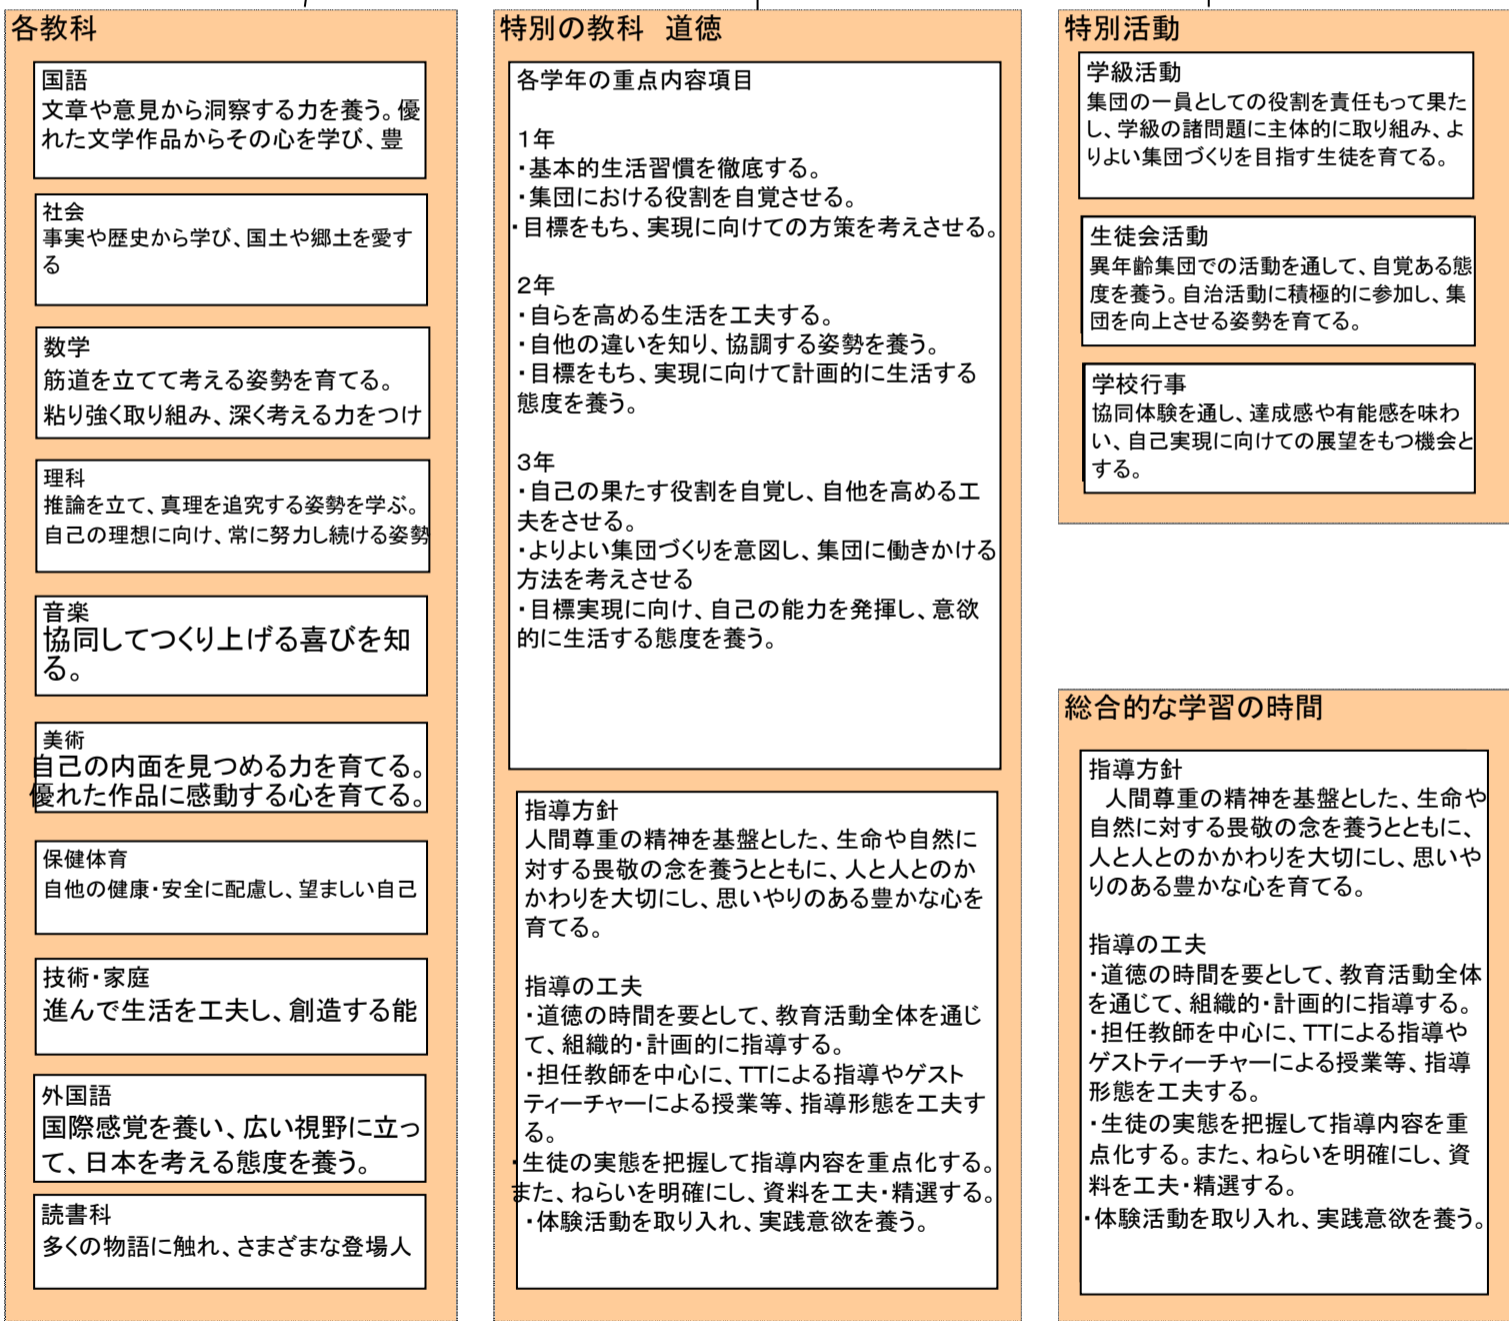 各教科
国語
文章や意見から洞察する力を養う。優
れた文学作品からその心を学び、豊
社会
事実や歴史から学び、国土や郷土を愛す
る
数学
筋道を立てて考える姿勢を育てる。
粘り強く取り組み、深く考える力をつけ
理科
推論を立て、真理を追究する姿勢を学ぶ。
自己の理想に向け、常に努力し続ける姿勢
音楽
協同してつくり上げる喜びを知
る。
美術
自己の内面を見つめる力を育てる。
優れた作品に感動する心を育てる。
保健体育
自他の健康・安全に配慮し、望ましい自己
技術・家庭
進んで生活を工夫し、創造する能
外国語
国際感覚を養い、広い視野に立っ
て、日本を考える態度を養う。
読書科
多くの物語に触れ、さまざまな登場人
特別の教科　道徳
各学年の重点内容項目
1年
・基本的生活習慣を徹底する。
・集団における役割を自覚させる。
・目標をもち、実現に向けての方策を考えさせる。
2年
・自らを高める生活を工夫する。
・自他の違いを知り、協調する姿勢を養う。
・目標をもち、実現に向けて計画的に生活する
態度を養う。
3年
・自己の果たす役割を自覚し、自他を高める工
夫をさせる。
・よりよい集団づくりを意図し、集団に働きかける
方法を考えさせる
・目標実現に向け、自己の能力を発揮し、意欲
的に生活する態度を養う。
指導方針
人間尊重の精神を基盤とした、生命や自然に
対する畏敬の念を養うとともに、人と人とのか
かわりを大切にし、思いやりのある豊かな心を
育てる。
指導の工夫
・道徳の時間を要として、教育活動全体を通じ
て、組織的・計画的に指導する。
・担任教師を中心に、TTによる指導やゲスト
ティーチャーによる授業等、指導形態を工夫す
る。
・生徒の実態を把握して指導内容を重点化する。
また、ねらいを明確にし、資料を工夫・精選する。
・体験活動を取り入れ、実践意欲を養う。
特別活動
学級活動
集団の一員としての役割を責任もって果た
し、学級の諸問題に主体的に取り組み、よ
りよい集団づくりを目指す生徒を育てる。
生徒会活動
異年齢集団での活動を通して、自覚ある態
度を養う。自治活動に積極的に参加し、集
団を向上させる姿勢を育てる。
学校行事
協同体験を通し、達成感や有能感を味わ
い、自己実現に向けての展望をもつ機会と
する。
総合的な学習の時間
指導方針
人間尊重の精神を基盤とした、生命や
自然に対する畏敬の念を養うとともに、
人と人とのかかわりを大切にし、思いや
りのある豊かな心を育てる。
指導の工夫
・道徳の時間を要として、教育活動全体
を通じて、組織的・計画的に指導する。
・担任教師を中心に、TTによる指導や
ゲストティーチャーによる授業等、指導
形態を工夫する。
・生徒の実態を把握して指導内容を重
点化する。また、ねらいを明確にし、資
料を工夫・精選する。
・体験活動を取り入れ、実践意欲を養う。